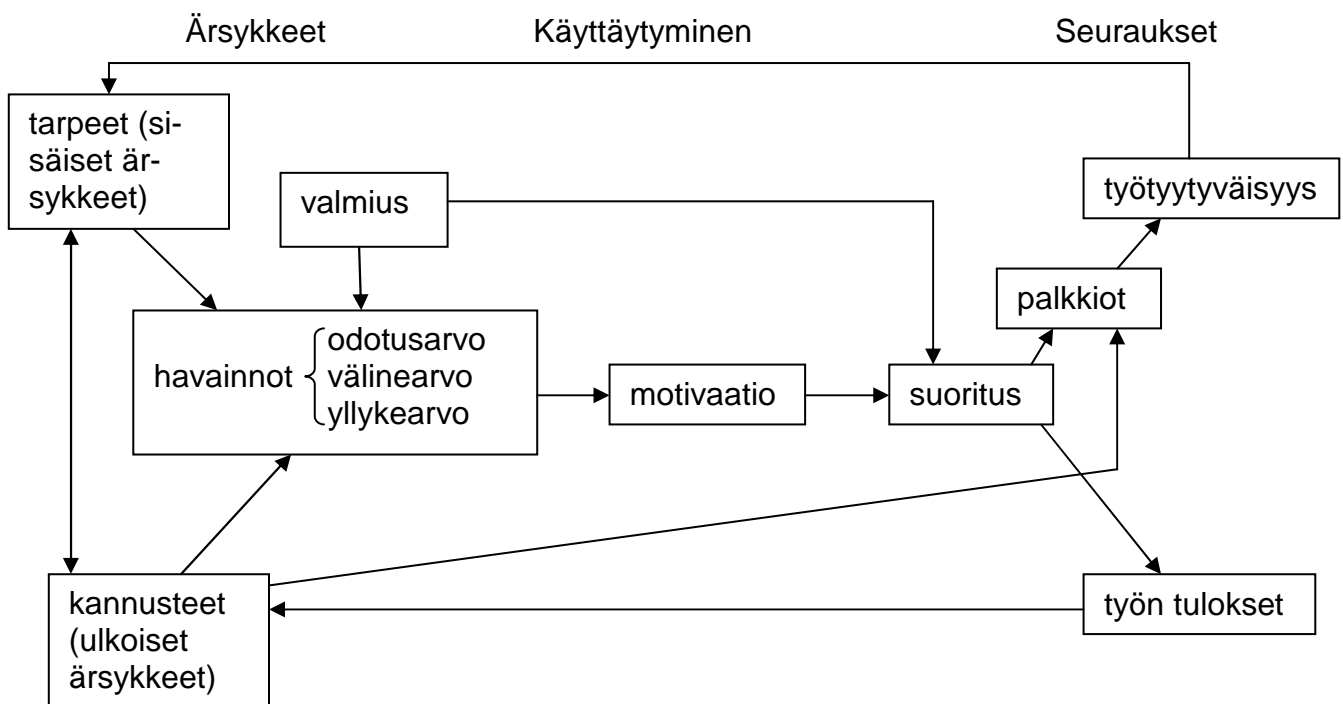 Ärsykkeet Käyttäytyminen Seuraukset
tarpeet (si-
säiset är-
sykkeet)
valmius
työtyytyväisyys
palkkiot
havainnot
odotusarvo
välinearvo
yllykearvo
motivaatio
suoritus
kannusteet
(ulkoiset
ärsykkeet)
työn tulokset